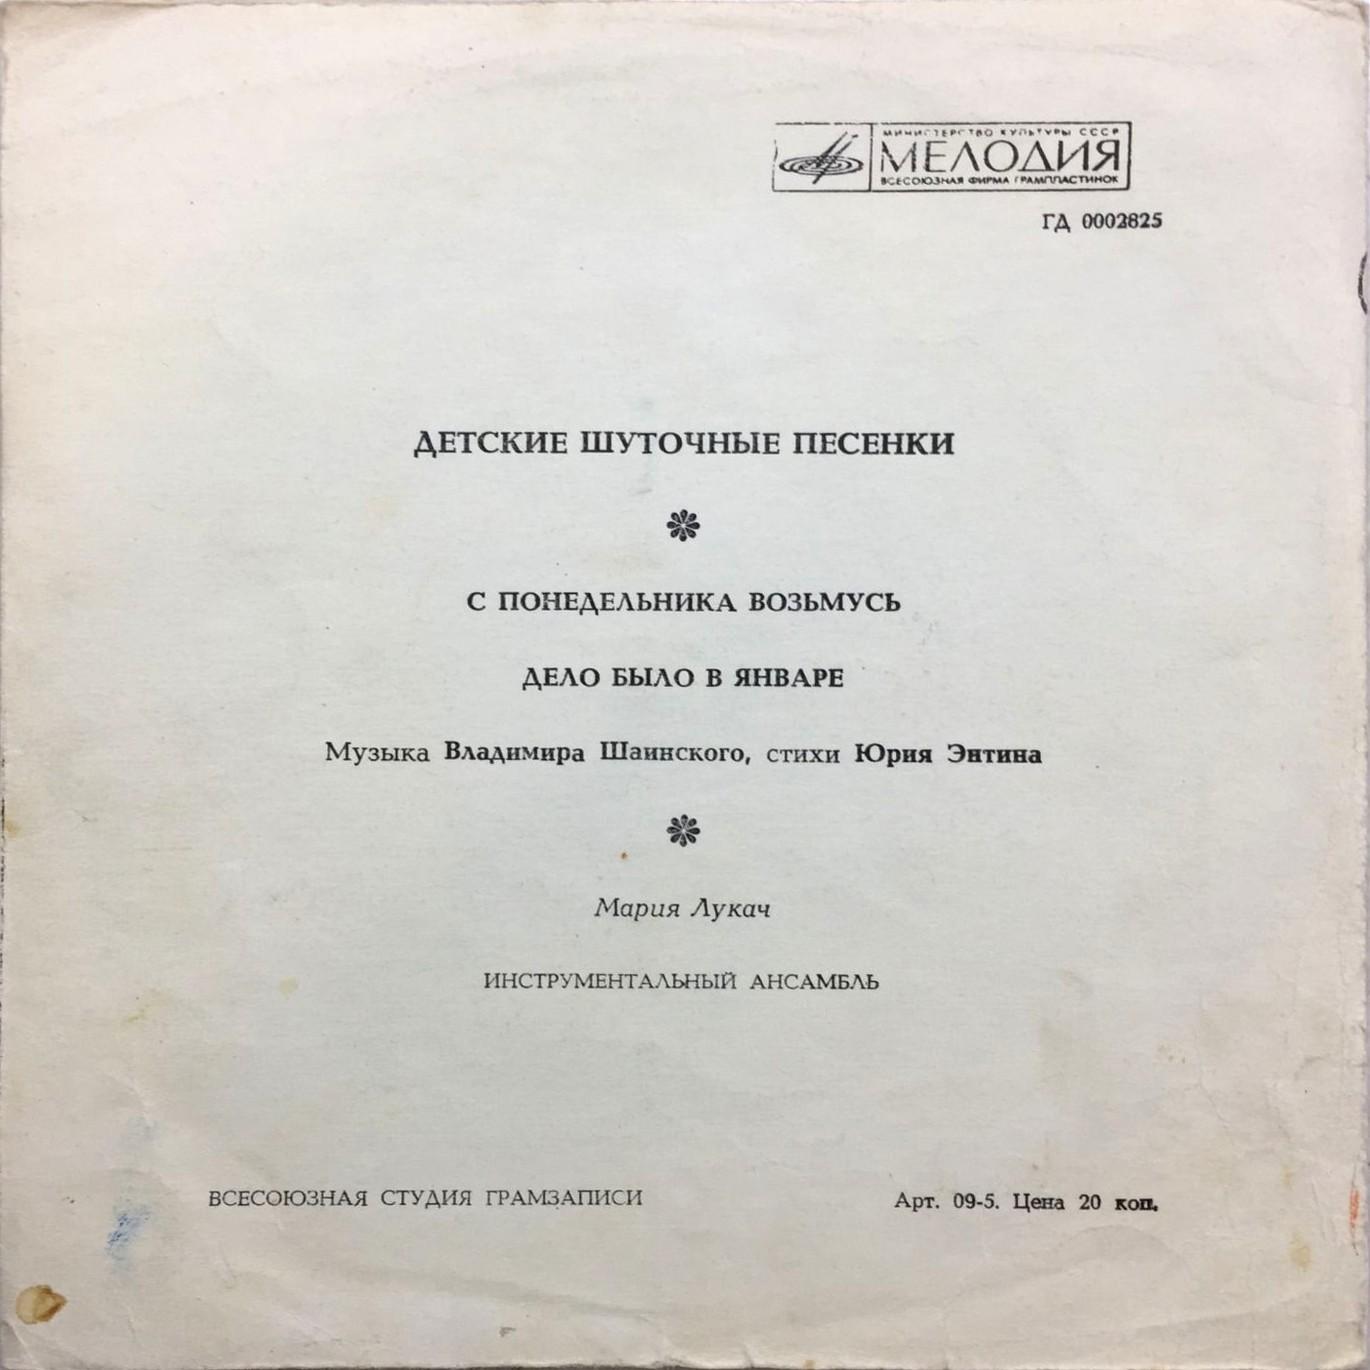 МИНИСТЕРСТВО КУЛЬТУРЫ СССР
МЕЛОДИЯ
ВСЕСОЮЗНАЯ ФИРМА ГРАМПЛАСТИНОК
ГД 0002825
ДЕТСКИЕ ШУТОЧНЫЕ ПЕСЕНКИ
С ПОНЕДЕЛЬНИКА ВОЗЬМУСЬ
ДЕЛО БЫЛО В ЯНВАРЕ
Музыка Владимира Шаинского, стихи Юрия Энтина
Мария Лукач
ИНСТРУМЕНТАЛЬНЫЙ АНСАМБЛЬ
ВСЕСОЮЗНАЯ СТУДИЯ ГРАМЗАПИСИ
Арт. 09-5. Цена 20 коп.